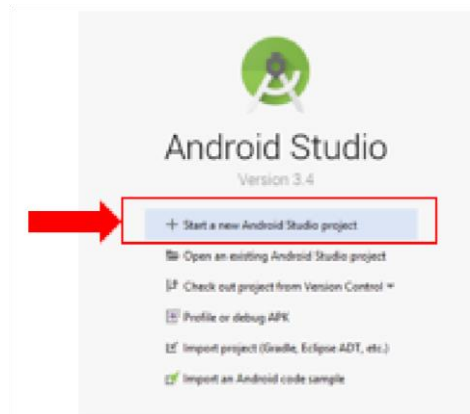 Android Studio
Version 3.4
+ Start a new Android Studio project
Open an existing Android Studio project
Check out project from Version Control
Profile or debug APK
Import project (Gradle, Eclipse ADT, etc.)
Import an Android code sample